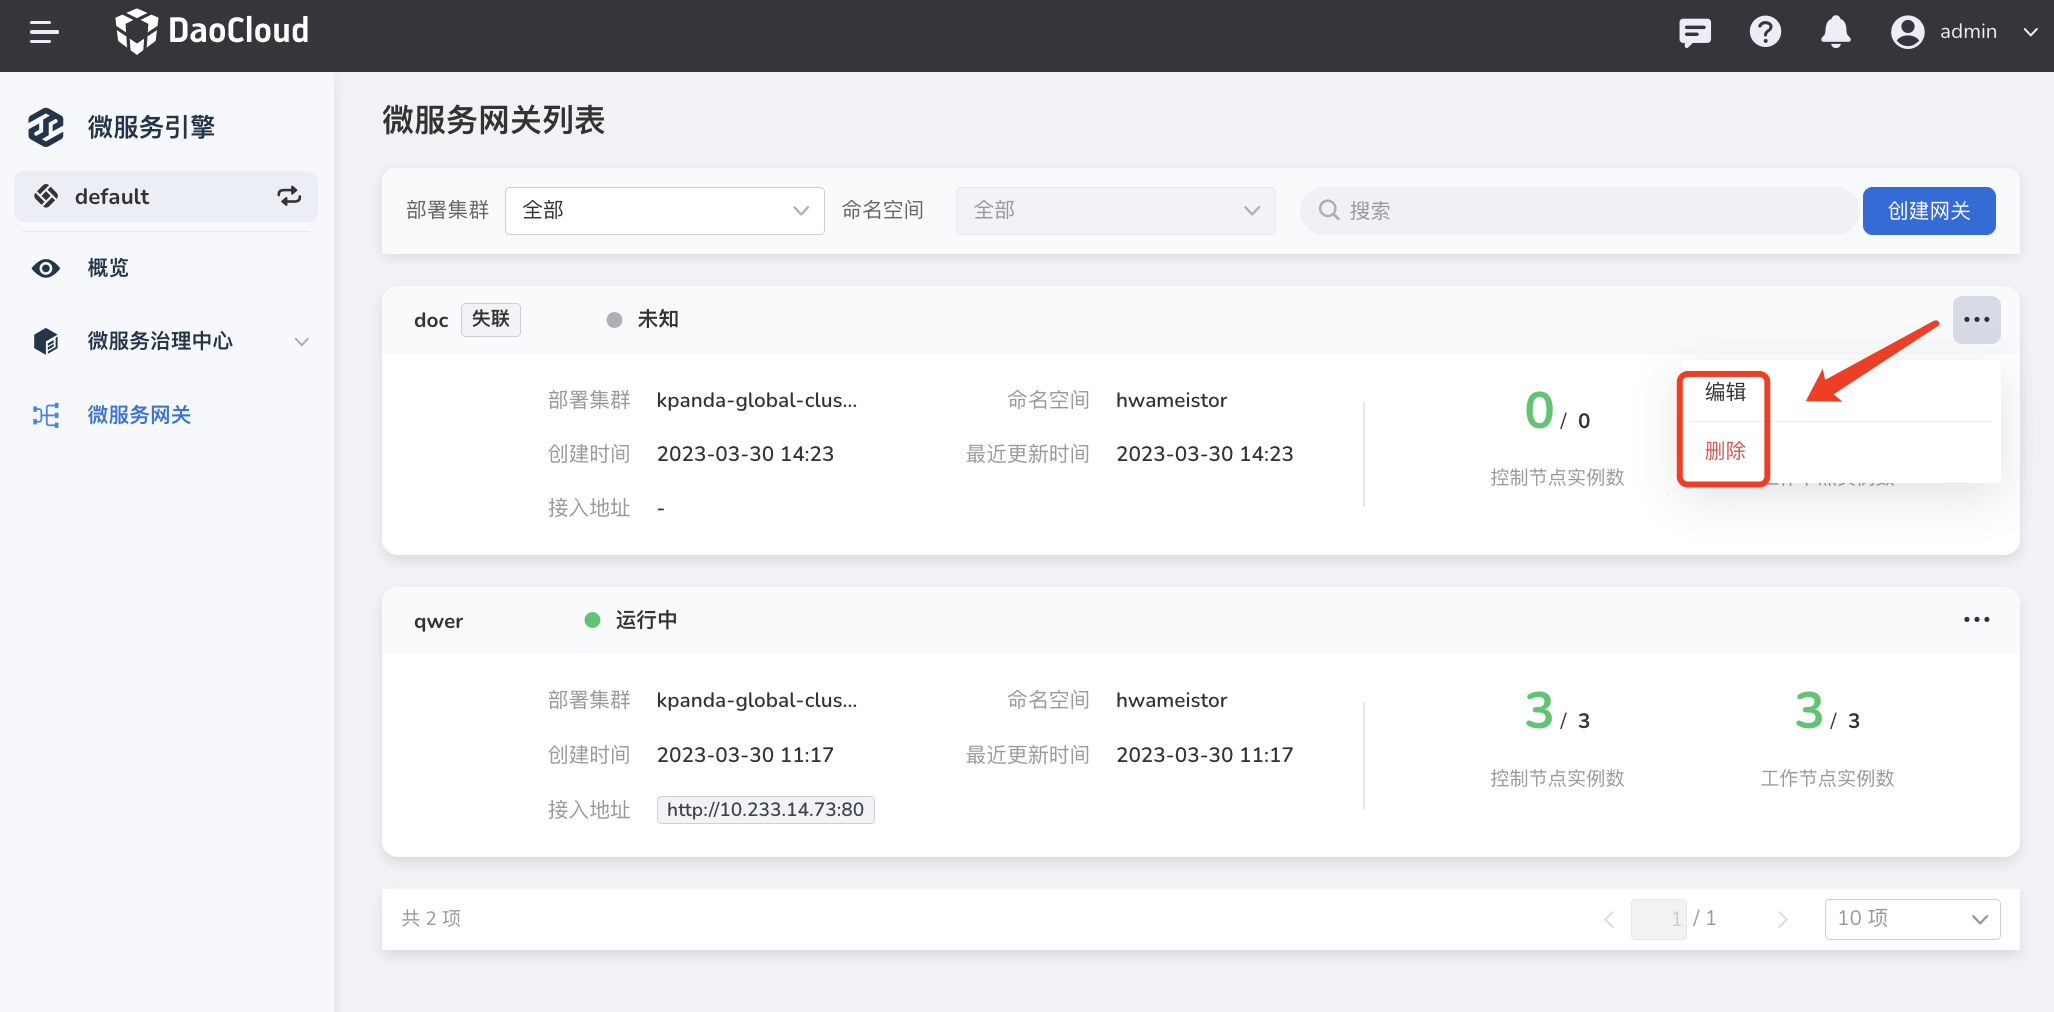 DaoCloud
admin
微服务引擎
default
概览
微服务治理中心
微服务网关
微服务网关列表
部署集群 全部 命名空间 全部 搜索 创建网关
doc 失联 未知
部署集群 kpanda-global-clus... 命名空间 hwameistor
创建时间 2023-03-30 14:23 最近更新时间 2023-03-30 14:23
接入地址 -
0 / 0
控制节点实例数
编辑
删除
工作节点实例数
qwer 运行中
部署集群 kpanda-global-clus... 命名空间 hwameistor
创建时间 2023-03-30 11:17 最近更新时间 2023-03-30 11:17
接入地址 http://10.233.14.73:80
3 / 3
控制节点实例数
3 / 3
工作节点实例数
共 2 项
1 / 1
10 项